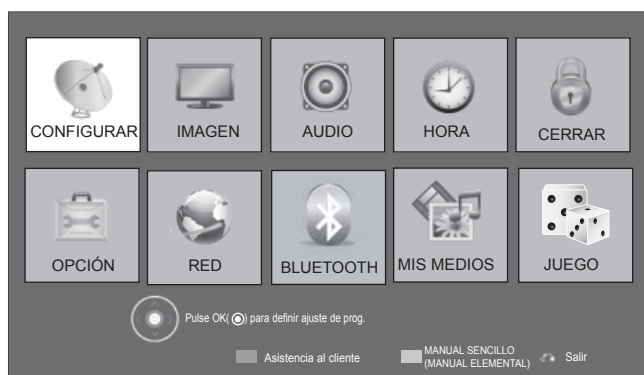 CONFIGURAR
IMAGEN
AUDIO
HORA
CERRAR
OPCIÓN
RED
BLUETOOTH
MIS MEDIOS
JUEGO
Pulse OK( ) para definir ajuste de prog.
Asistencia al cliente
MANUAL SENCILLO
(MANUAL ELEMENTAL)
Salir